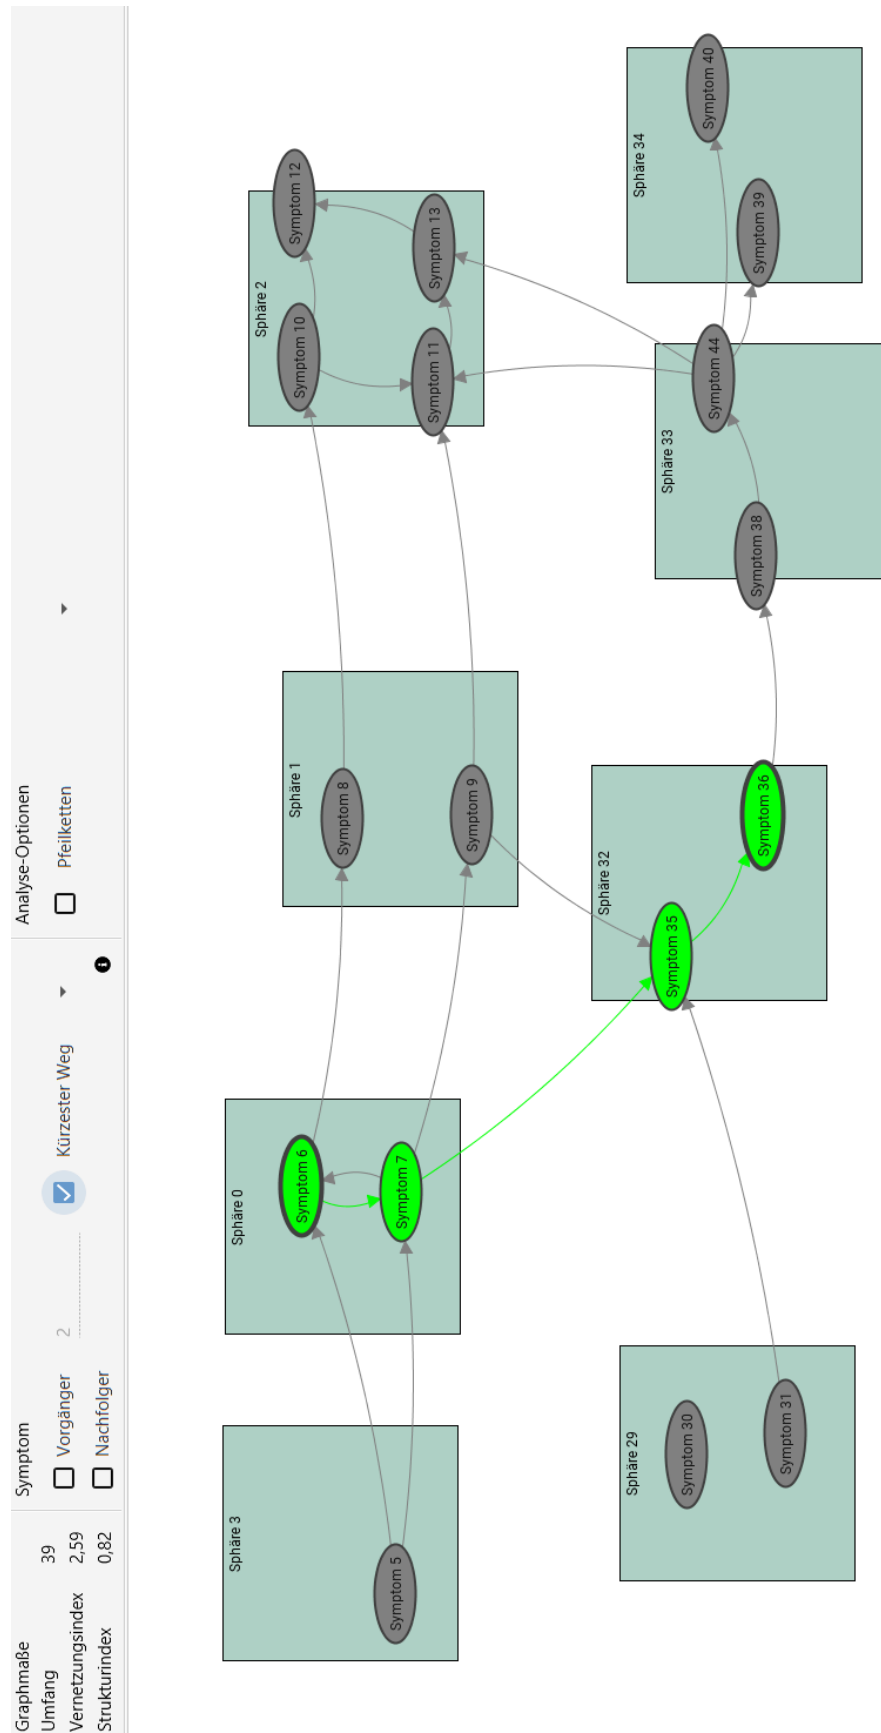 Graphmaße
Umfang 39
Vernetzungsindex 2,59
Strukturindex 0,82
Symptom
Vorgänger 2
Nachfolger
Kürzester Weg
Analyse-Optionen
Pfeilketten
Sphäre 3
Symptom 5
Sphäre 0
Symptom 6
Symptom 7
Sphäre 1
Symptom 8
Symptom 9
Sphäre 2
Symptom 10
Symptom 12
Symptom 11
Symptom 13
Sphäre 29
Symptom 30
Symptom 31
Sphäre 32
Symptom 35
Symptom 36
Sphäre 33
Symptom 38
Symptom 44
Sphäre 34
Symptom 39
Symptom 40